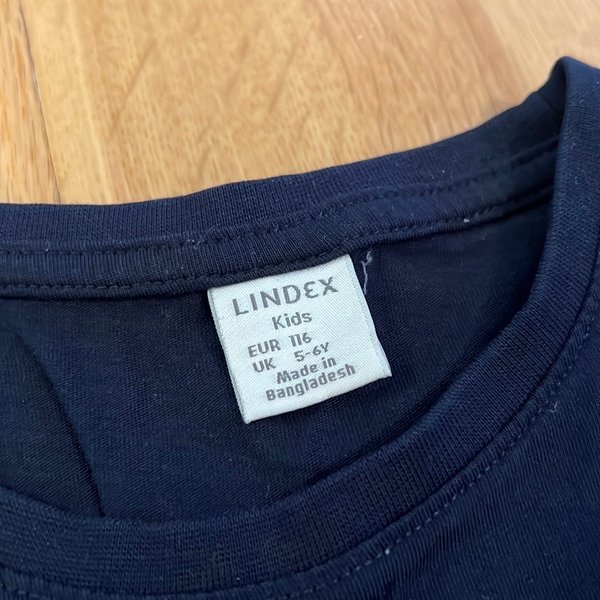 LINDEX
Kids
EUR 116
UK 5-6Y
Made in
Bangladesh